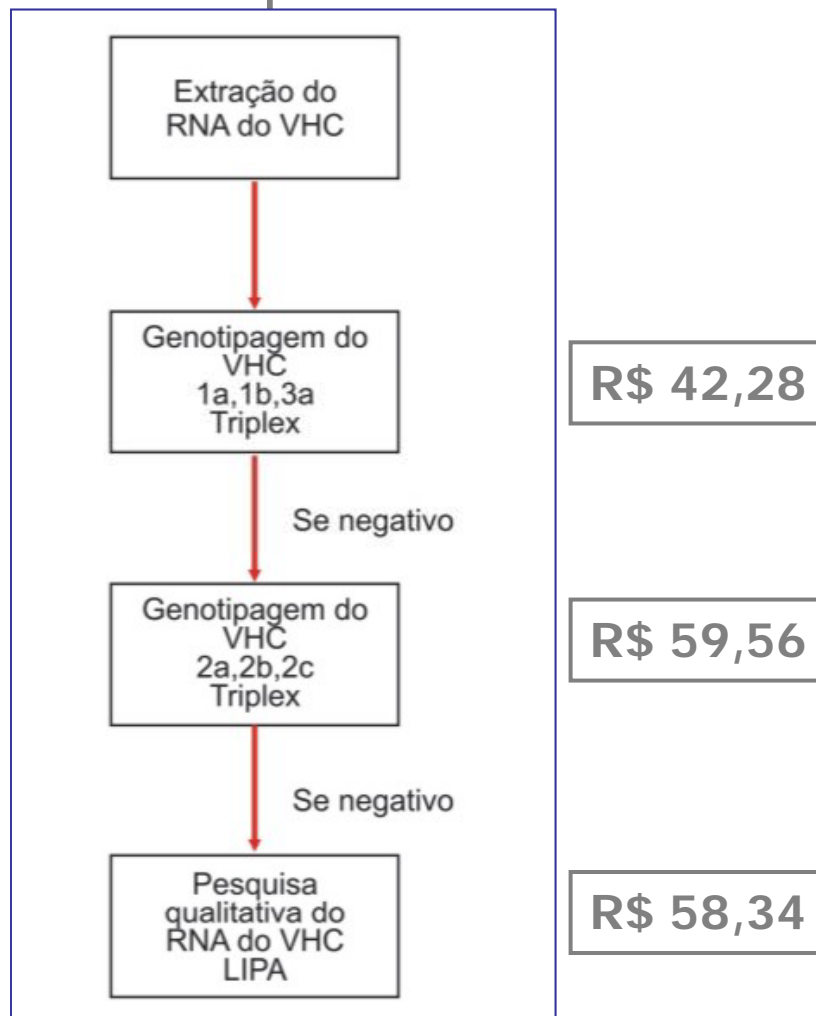 Extração do
RNA do VHC
Genotipagem do
VHC
1a,1b,3a
Triplex
R$ 42,28
Se negativo
Genotipagem do
VHC
2a,2b,2c
Triplex
R$ 59,56
Se negativo
Pesquisa
qualitativa do
RNA do VHC
LIPA
R$ 58,34